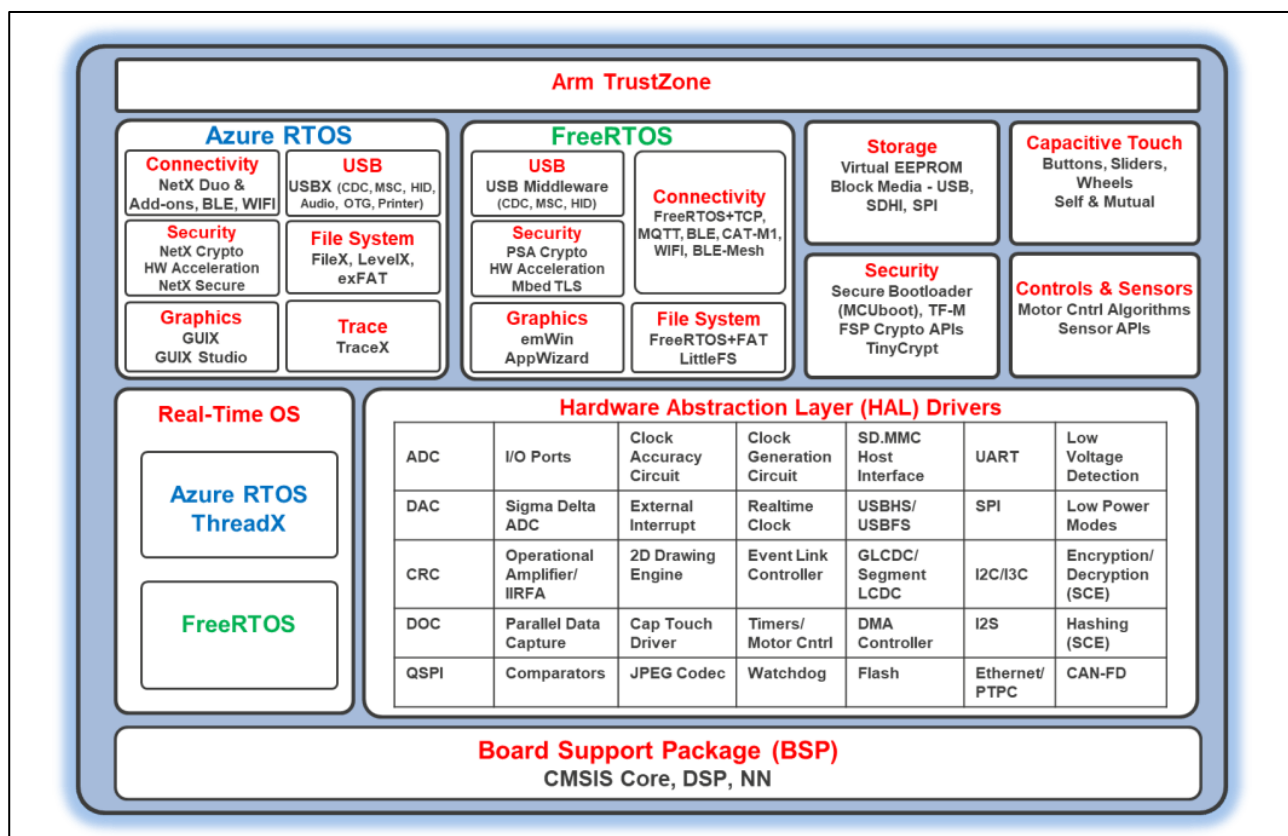 Arm TrustZone
Azure RTOS
Connectivity
NetX Duo &
Add-ons, BLE, WIFI
USB
USBX (CDC, MSC, HID,
Audio, OTG, Printer)
Security
NetX Crypto
HW Acceleration
NetX Secure
File System
FileX, LevelX,
exFAT
Graphics
GUIX
GUIX Studio
Trace
TraceX
FreeRTOS
USB
USB Middleware
(CDC, MSC, HID)
Security
PSA Crypto
HW Acceleration
Mbed TLS
Graphics
emWin
AppWizard
Connectivity
FreeRTOS+TCP,
MQTT, BLE, CAT-M1,
WIFI, BLE-Mesh
File System
FreeRTOS+FAT
LittleFS
Storage
Virtual EEPROM
Block Media - USB,
SDHI, SPI
Capacitive Touch
Buttons, Sliders,
Wheels
Self & Mutual
Security
Secure Bootloader
(MCUboot), TF-M
FSP Crypto APIs
TinyCrypt
Controls & Sensors
Motor Cntrl Algorithms
Sensor APIs
Real-Time OS
Azure RTOS
ThreadX
FreeRTOS
Hardware Abstraction Layer (HAL) Drivers
ADC
I/O Ports
Clock
Accuracy
Circuit
Clock
Generation
Circuit
SD.MMC
Host
Interface
UART
Low
Voltage
Detection
DAC
Sigma Delta
ADC
External
Interrupt
Realtime
Clock
USBHS/
USBFS
SPI
Low Power
Modes
CRC
Operational
Amplifier/
IIRFA
2D Drawing
Engine
Event Link
Controller
GLCDC/
Segment
LCDC
I2C/I3C
Encryption/
Decryption
(SCE)
DOC
Parallel Data
Capture
Cap Touch
Driver
Timers/
Motor Cntrl
DMA
Controller
I2S
Hashing
(SCE)
QSPI
Comparators
JPEG Codec
Watchdog
Flash
Ethernet/
PTPC
CAN-FD
Board Support Package (BSP)
CMSIS Core, DSP, NN